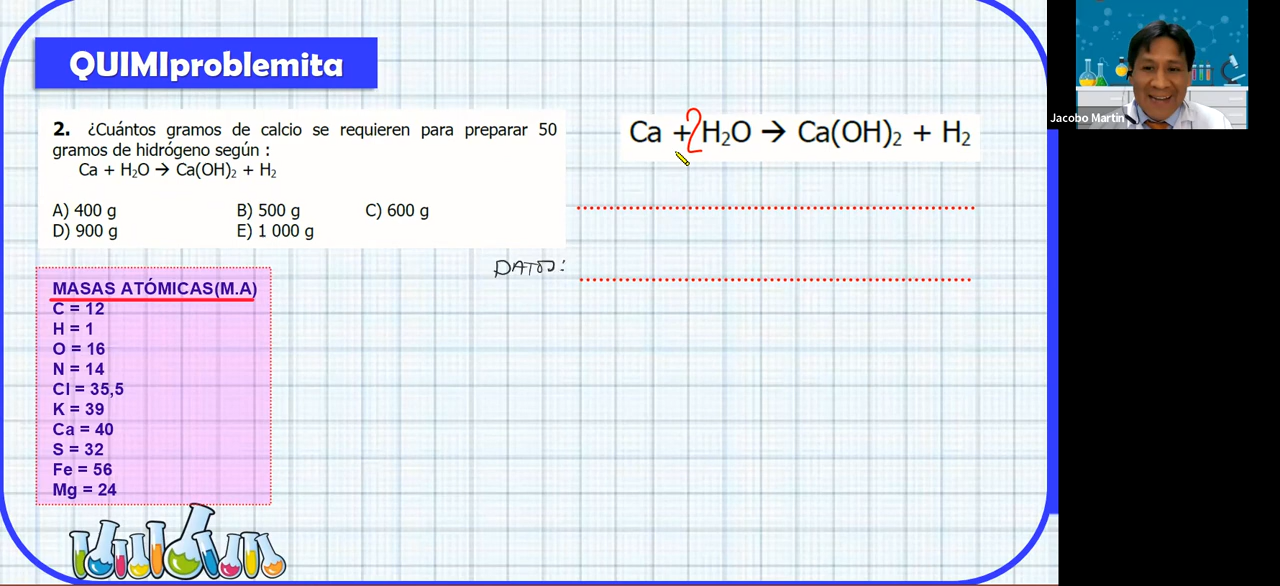 QUIMIproblemita
2. ¿Cuántos gramos de calcio se requieren para preparar 50
gramos de hidrógeno según :
Ca + H₂O → Ca(OH)₂ + H₂
A) 400 g B) 500 g C) 600 g
D) 900 g E) 1 000 g
MASAS ATÓMICAS(M.A)
C = 12
H = 1
O = 16
N = 14
Cl = 35,5
K = 39
Ca = 40
S = 32
Fe = 56
Mg = 24
Ca + 2H₂O → Ca(OH)₂ + H₂
DATOS:
Jacobo Martin